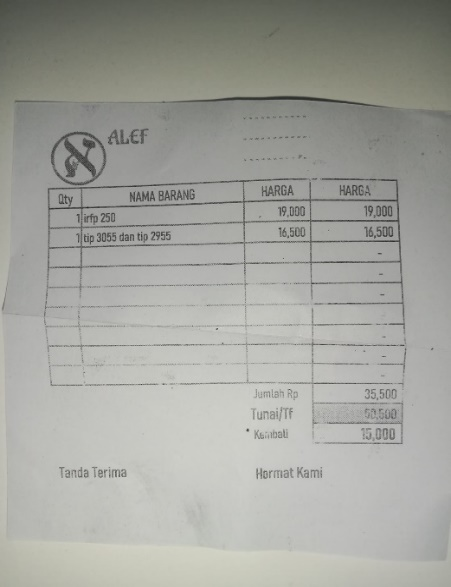 ALEF
Qty NAMA BARANG HARGA HARGA
1 irfp 250 19,000 19,000
1 tip 3055 dan tip 2955 16,500 16,500
-
-
-
-
-
-
-
Jumlah Rp 35,500
Tunai/Tf 50,500
Kembali 15,000
Tanda Terima Hormat Kami